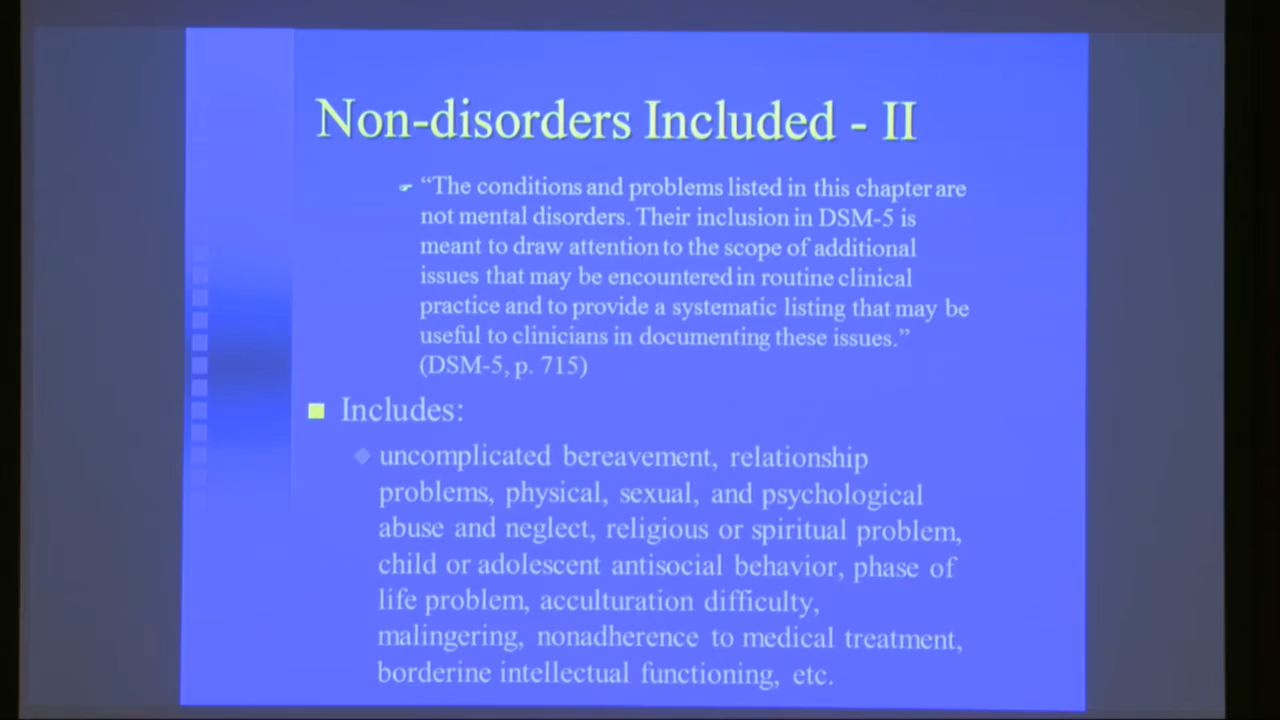 Non-disorders Included - II
“The conditions and problems listed in this chapter are
not mental disorders. Their inclusion in DSM-5 is
meant to draw attention to the scope of additional
issues that may be encountered in routine clinical
practice and to provide a systematic listing that may be
useful to clinicians in documenting these issues.”
(DSM-5, p. 715)
Includes:
uncomplicated bereavement, relationship
problems, physical, sexual, and psychological
abuse and neglect, religious or spiritual problem,
child or adolescent antisocial behavior, phase of
life problem, acculturation difficulty,
malingering, nonadherence to medical treatment,
borderine intellectual functioning, etc.